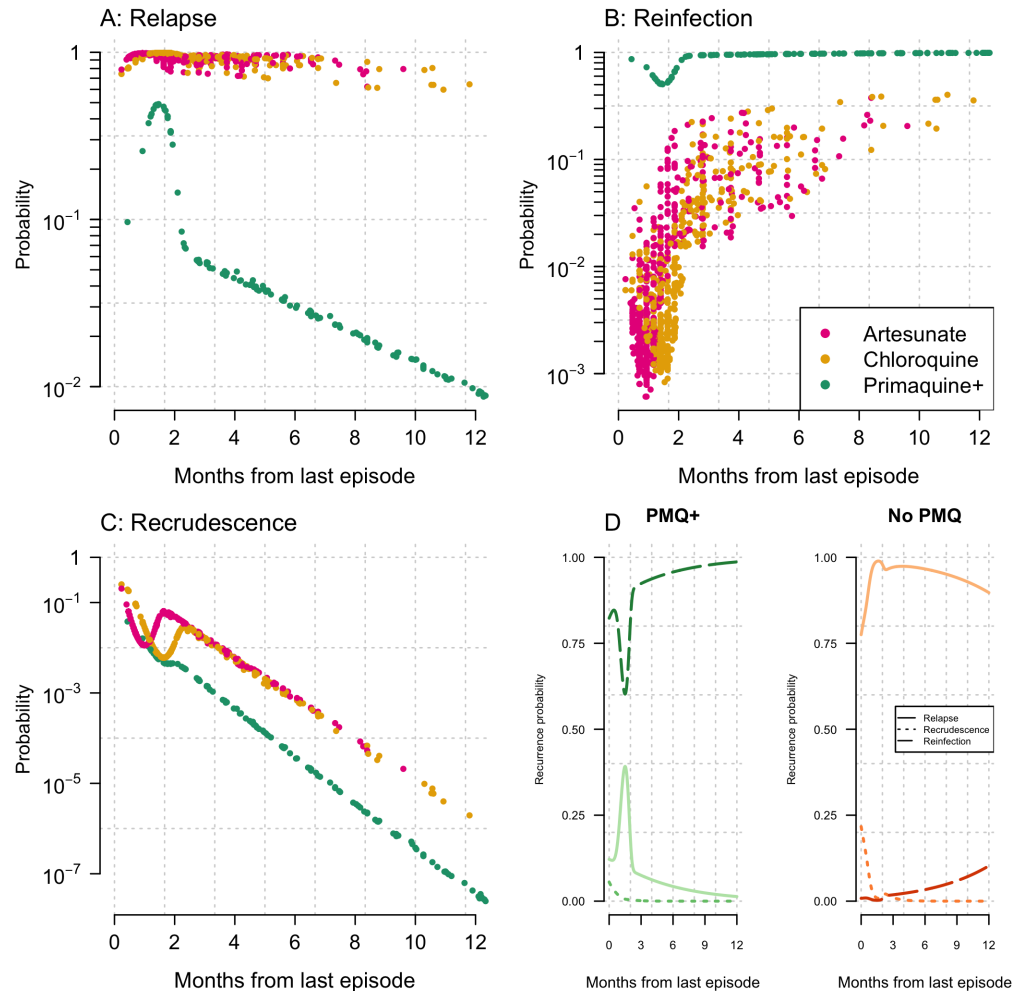 A: Relapse
1
10⁻¹
10⁻²
Probability
0 2 4 6 8 10 12
Months from last episode
B: Reinfection
1
10⁻¹
10⁻²
10⁻³
Probability
Artesunate
Chloroquine
Primaquine+
0 2 4 6 8 10 12
Months from last episode
C: Recrudescence
1
10⁻¹
10⁻³
10⁻⁵
10⁻⁷
Probability
0 2 4 6 8 10 12
Months from last episode
D
PMQ+
1.00
0.75
0.50
0.25
0.00
Recurrence probability
0 3 6 9 12
Months from last episode
No PMQ
1.00
0.75
0.50
0.25
0.00
Recurrence probability
Relapse
Recrudescence
Reinfection
0 3 6 9 12
Months from last episode